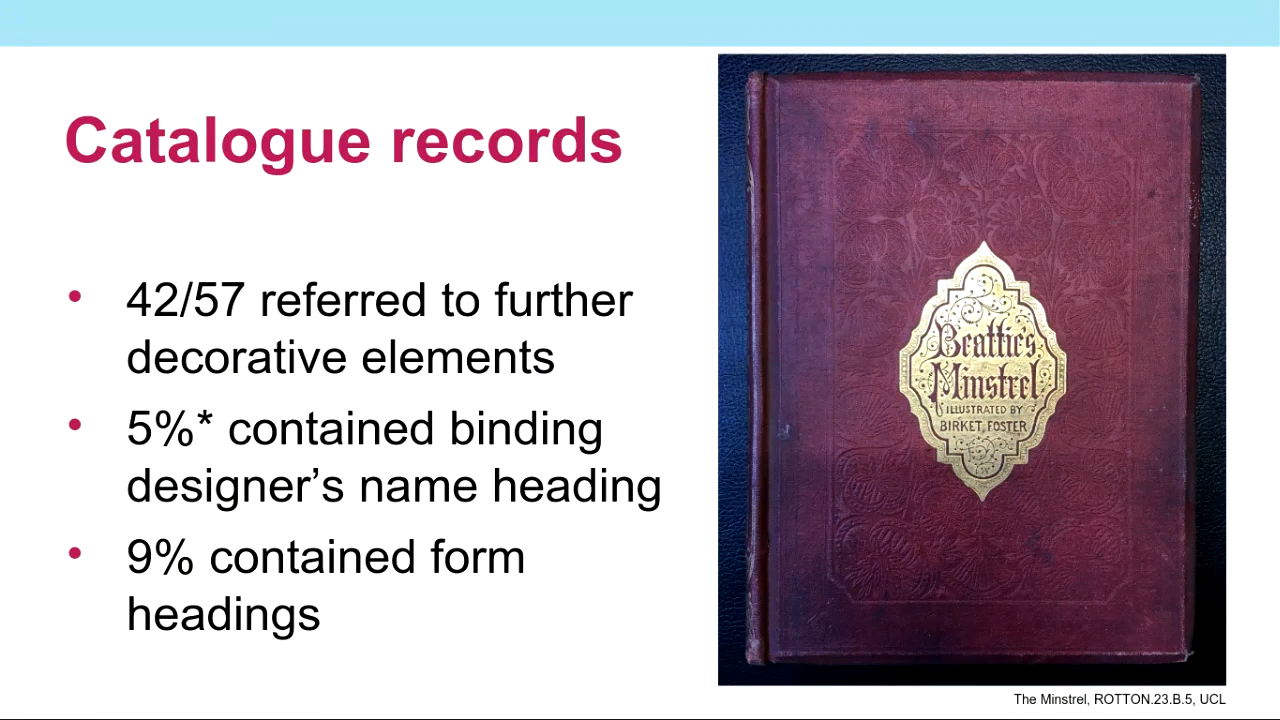 Catalogue records
• 42/57 referred to further
decorative elements
• 5%* contained binding
designer’s name heading
• 9% contained form
headings
Beattie's
Minstrel
ILLUSTRATED BY
BIRKET FOSTER
The Minstrel, ROTTON.23.B.5, UCL